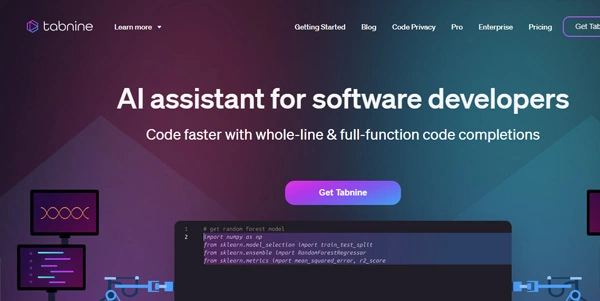 tabnine Learn more Getting Started Blog Code Privacy Pro Enterprise Pricing Get Tab
AI assistant for software developers
Code faster with whole-line & full-function code completions
Get Tabnine
1 # get random forest model
2 import numpy as np
from sklearn.model_selection import train_test_split
from sklearn.ensemble import RandomForestRegressor
from sklearn.metrics import mean_squared_error, r2_score